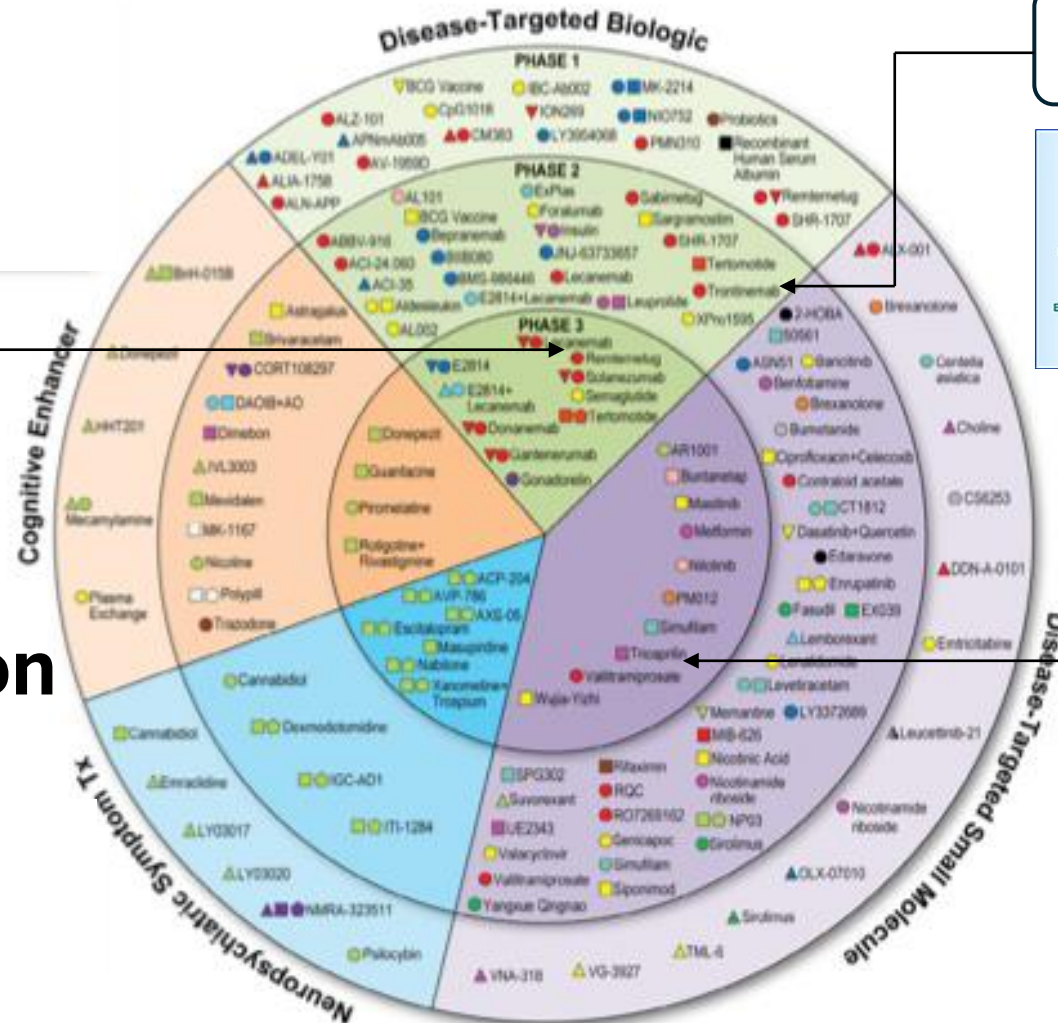 Disease-Targeted Biologic
PHASE 1
BCG Vaccine
IBC-Ab002
MK-2214
CpG1018
ION269
NIO752
Probiotics
ALZ-101
APNmAb005
CM383
LY3954068
PMN310
Recombinant
Human Serum
Albumin
ADEL-Y01
AV-1959D
ALIA-1758
ALN-APP
Remternetug
SHR-1707
PHASE 2
AL101
ExPlas
Sabirnetug
BCG Vaccine
Foralumab
Sargramostim
ABBV-916
Bepranemab
Insulin
SHR-1707
ACI-24.060
BIIB080
JNJ-63733657
Tertomotide
ACI-35
BMS-986446
Lecanemab
Trontinemab
Aldesleukin
E2814+Lecanemab
Leuprolide
XPro1595
AL002
PHASE 3
Remternetug
E2814
Solanezumab
E2814+
Lecanemab
Semaglutide
Tertomotide
Donanemab
Gantenerumab
Gonadorelin
Cognitive Enhancer
BnH-015B
Donepezil
HHT201
Mecamylamine
Plasma
Exchange
Astragalus
Brivaracetam
CORT108297
DAOIB+AO
Dimebon
IVL3003
Mevidalen
MK-1167
Nicotine
Polypill
Trazodone
Donepezil
Guanfacine
Piromelatine
Rotigotine+
Rivastigmine
on
Neuropsychiatric Symptom Tx
ACP-204
AVP-786
AXS-05
Escitalopram
Masupirdine
Nabilone
Xanomeline+
Trospium
Cannabidiol
Dexmedotomidine
IGC-AD1
ITI-1284
Cannabidiol
Emraclidine
LY03017
LY03020
NMRA-323511
Psilocybin
Disease-Targeted Small Molecule
AR1001
Buntanetap
Masitinib
Metformin
Nilotinib
PM012
Simufilam
Tricaprilin
Valiltramiprosate
Wujia-Yizhi
2-HOBA
ASN51
Baricitinib
Benfotiamine
Brexanolone
Bumetanide
Ciprofloxacin+Celecoxib
Contraloid acetate
CT1812
Dasatinib+Quercetin
Edaravone
Fasudil
EX039
Lemborexant
Lenalidomide
Levetiracetam
Memantine
LY3372689
MIB-626
Nicotinic Acid
Nicotinamide
riboside
NP03
Sirolimus
SPG302
Suvorexant
UE2343
Valacyclovir
Valiltramiprosate
Yangxue Qingnao
Rifaximin
RQC
RO7269162
Senicapoc
Simufilam
Siponimod
ALX-001
Brexanolone
Centella
asiatica
Choline
CS6253
DDN-A-0101
Emtricitabine
Leucettinib-21
Nicotinamide
riboside
OLX-07010
Sirolimus
TML-6
VG-3927
VNA-318